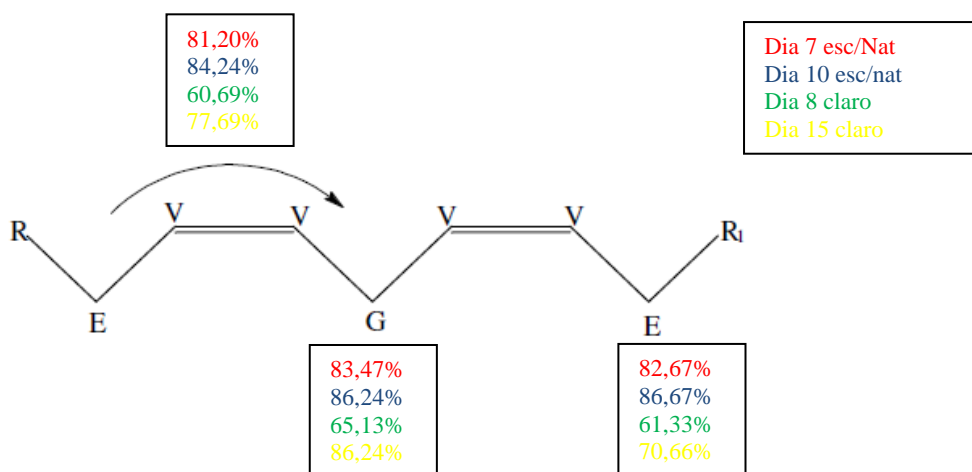 81,20%
84,24%
60,69%
77,69%
Dia 7 esc/Nat
Dia 10 esc/nat
Dia 8 claro
Dia 15 claro
R V V V V R₁
E G E
83,47%
86,24%
65,13%
86,24%
82,67%
86,67%
61,33%
70,66%